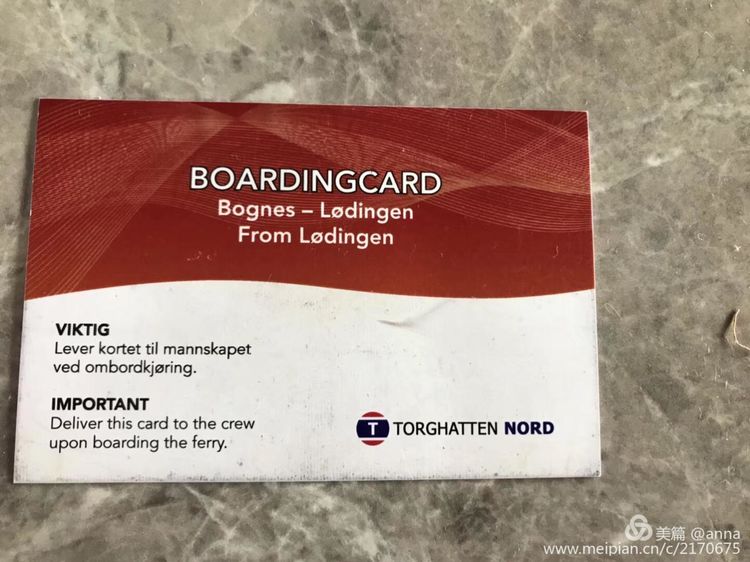 BOARDINGCARD
Bognes – Lødingen
From Lødingen
VIKTIG
Lever kortet til mannskapet
ved ombordkjøring.
IMPORTANT
Deliver this card to the crew
upon boarding the ferry.
T TORGHATTEN NORD
美篇 @anna
www.meipian.cn/c/2170675